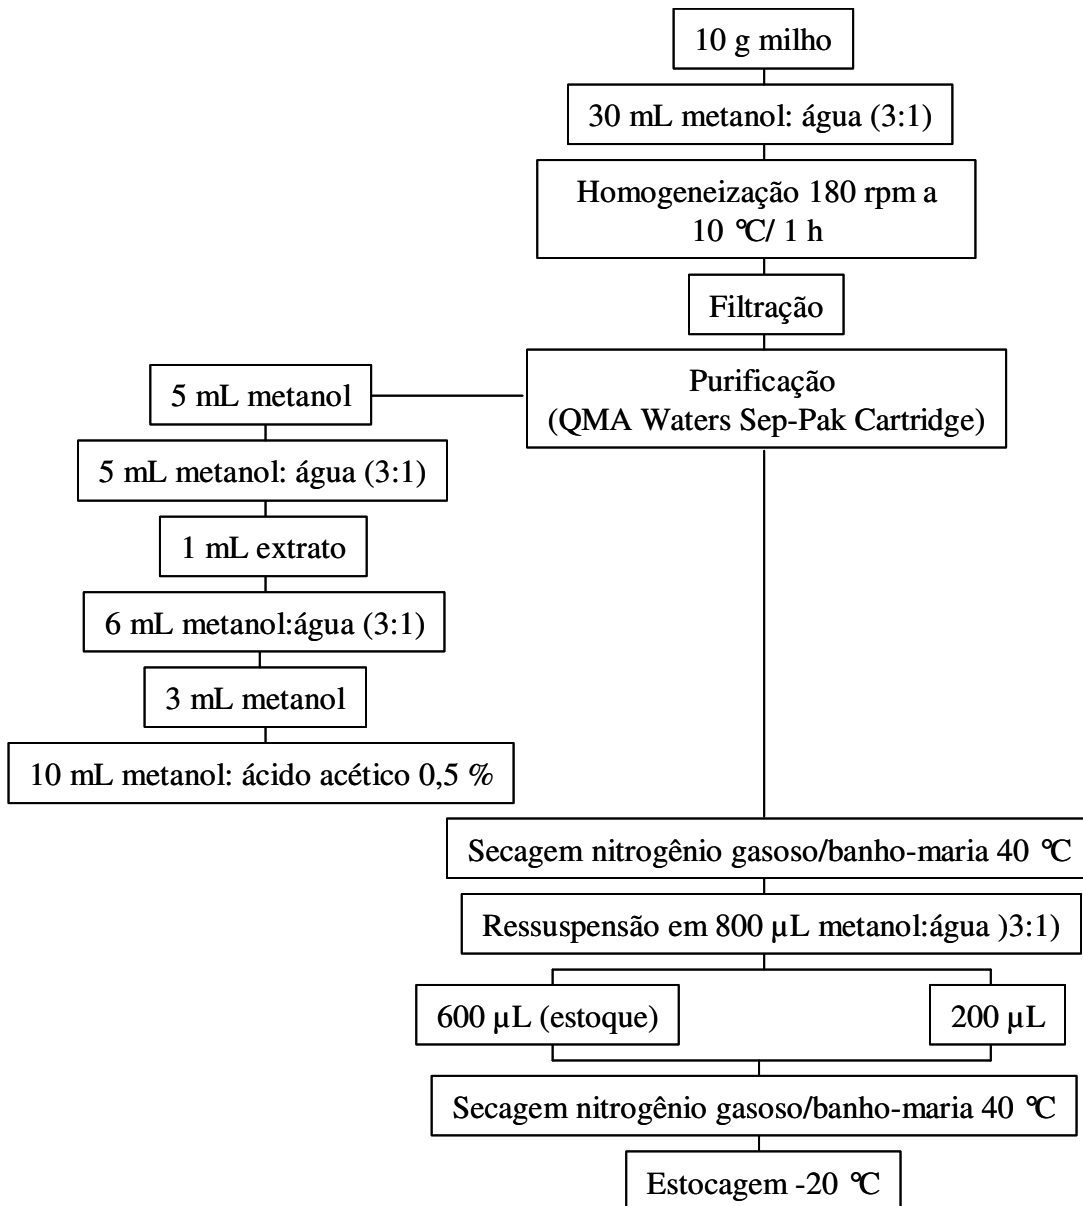 10 g milho
30 mL metanol: água (3:1)
Homogeneização 180 rpm a
10 °C/ 1 h
Filtração
Purificação
(QMA Waters Sep-Pak Cartridge)
5 mL metanol
5 mL metanol: água (3:1)
1 mL extrato
6 mL metanol:água (3:1)
3 mL metanol
10 mL metanol: ácido acético 0,5 %
Secagem nitrogênio gasoso/banho-maria 40 °C
Ressuspensão em 800 µL metanol:água )3:1)
600 µL (estoque)
200 µL
Secagem nitrogênio gasoso/banho-maria 40 °C
Estocagem -20 °C